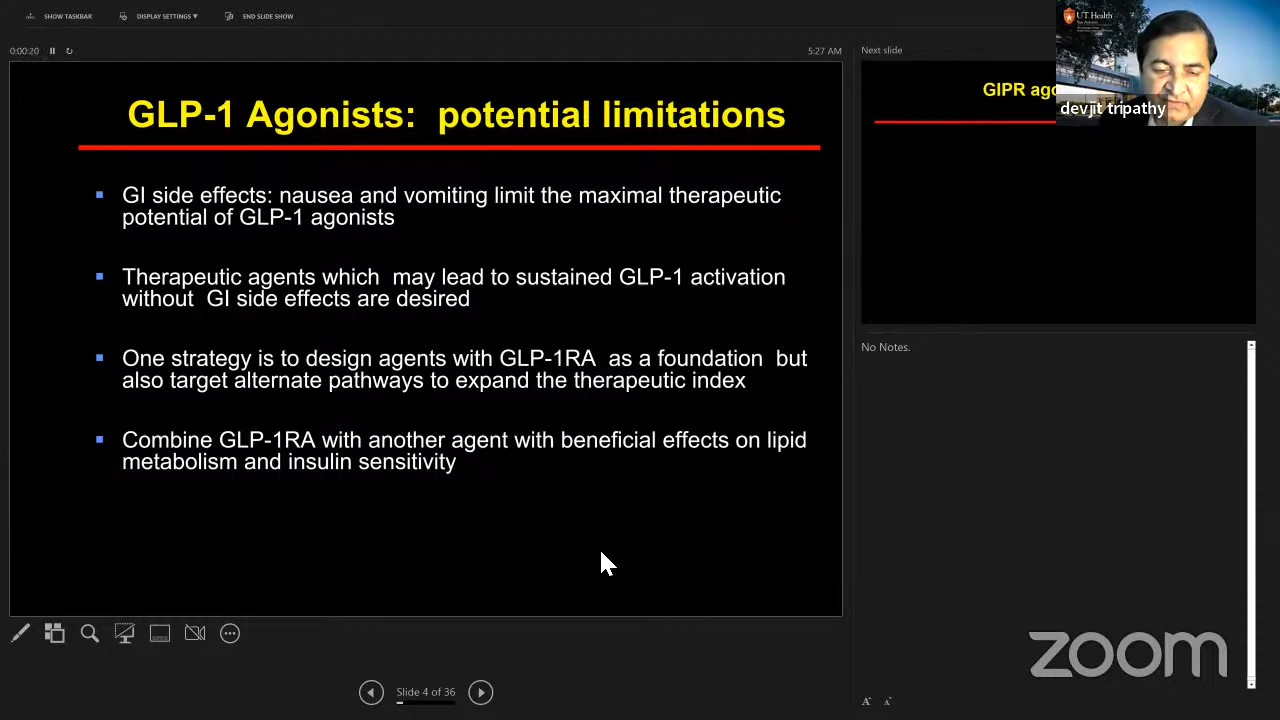 SHOW TASKBAR
DISPLAY SETTINGS ▾
END SLIDE SHOW
0:00:20
5:27 AM
Next slide
UT Health
San Antonio
devjit tripathy
GLP-1 Agonists: potential limitations
GI side effects: nausea and vomiting limit the maximal therapeutic
potential of GLP-1 agonists
Therapeutic agents which may lead to sustained GLP-1 activation
without GI side effects are desired
One strategy is to design agents with GLP-1RA as a foundation but
also target alternate pathways to expand the therapeutic index
Combine GLP-1RA with another agent with beneficial effects on lipid
metabolism and insulin sensitivity
GIPR ago
No Notes.
Slide 4 of 36
zoom
A A